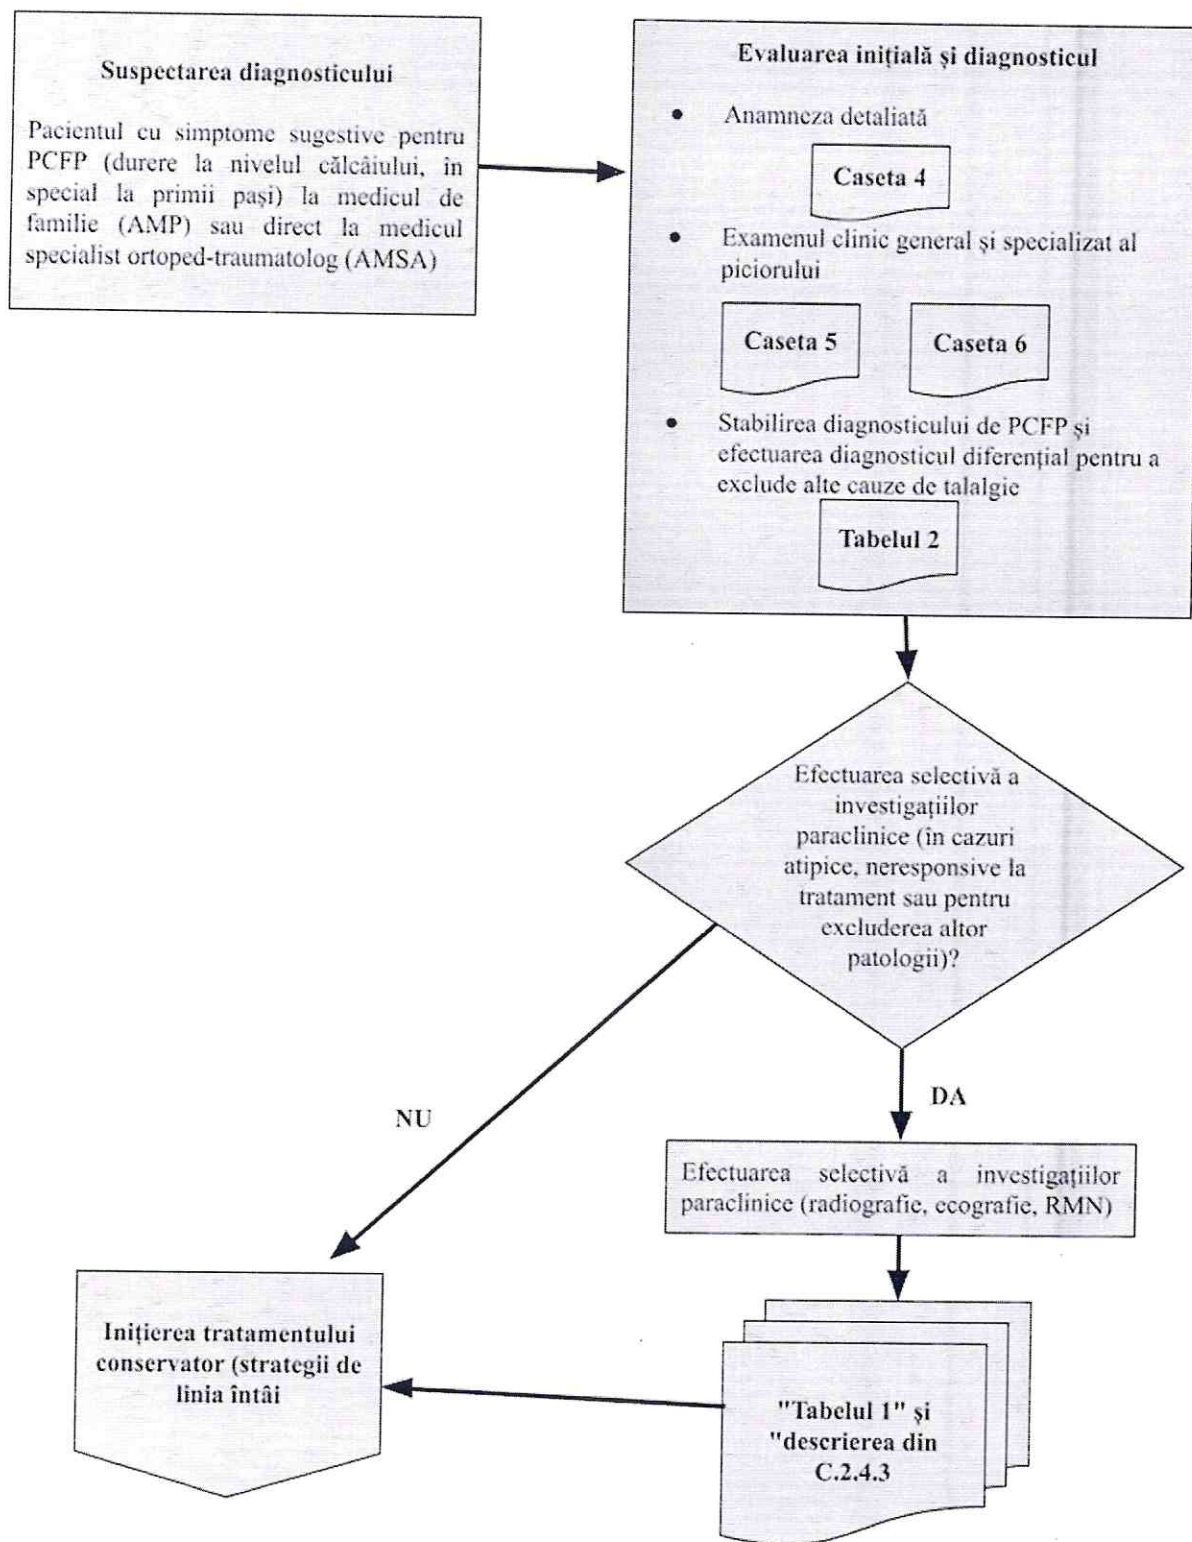 Suspectarea diagnosticului
Pacientul cu simptome sugestive pentru
PCFP (durere la nivelul călcâiului, în
special la primii pași) la medicul de
familie (AMP) sau direct la medicul
specialist ortoped-traumatolog (AMSA)
Evaluarea inițială și diagnosticul
• Anamneza detaliată
Caseta 4
• Examenul clinic general și specializat al
piciorului
Caseta 5 Caseta 6
• Stabilirea diagnosticului de PCFP și
efectuarea diagnosticul diferențial pentru a
exclude alte cauze de talalgie
Tabelul 2
Efectuarea selectivă a
investigațiilor
paraclinice (în cazuri
atipice, neresponsive la
tratament sau pentru
excluderea altor
patologii)?
NU
DA
Efectuarea selectivă a investigațiilor
paraclinice (radiografie, ecografie, RMN)
Inițierea tratamentului
conservator (strategii de
linia întâi
"Tabelul 1" și
"descrierea din
C.2.4.3